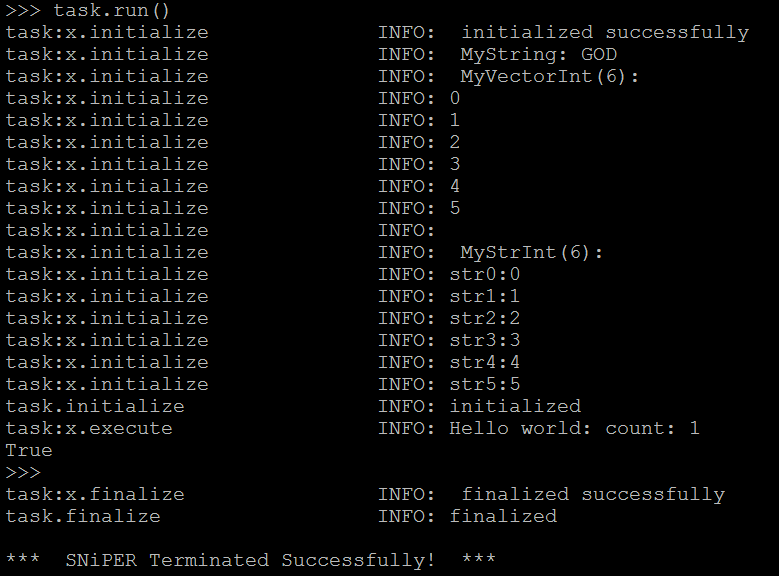 >>> task.run()
task:x.initialize               INFO:  initialized successfully
task:x.initialize               INFO:  MyString: GOD
task:x.initialize               INFO:  MyVectorInt(6):
task:x.initialize               INFO: 0
task:x.initialize               INFO: 1
task:x.initialize               INFO: 2
task:x.initialize               INFO: 3
task:x.initialize               INFO: 4
task:x.initialize               INFO: 5
task:x.initialize               INFO:
task:x.initialize               INFO:  MyStrInt(6):
task:x.initialize               INFO: str0:0
task:x.initialize               INFO: str1:1
task:x.initialize               INFO: str2:2
task:x.initialize               INFO: str3:3
task:x.initialize               INFO: str4:4
task:x.initialize               INFO: str5:5
task.initialize                 INFO: initialized
task:x.execute                  INFO: Hello world: count: 1
True
>>>
task:x.finalize                 INFO:  finalized successfully
task.finalize                   INFO: finalized

***  SNiPER Terminated Successfully!  ***